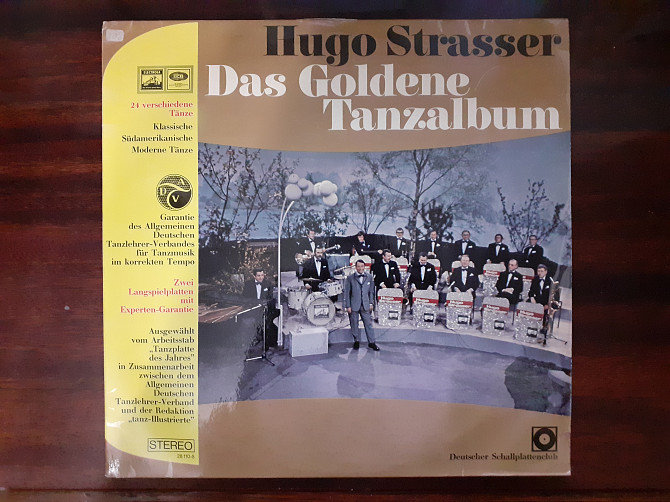 Hugo Strasser
Das Goldene
Tanzalbum
ELECTROLA
24 verschiedene
Tänze
Klassische
Südamerikanische
Moderne Tänze
Garantie
des Allgemeinen
Deutschen
Tanzlehrer-Verbandes
für Tanzmusik
im korrekten Tempo
Zwei
Langspielplatten
mit
Experten-Garantie
Ausgewählt
vom Arbeitsstab
„Tanzplatte
des Jahres"
in Zusammenarbeit
zwischen dem
Allgemeinen
Deutschen
Tanzlehrer-Verband
und der Redaktion
„tanz-Illustrierte"
STEREO
Deutscher Schallplattenclub